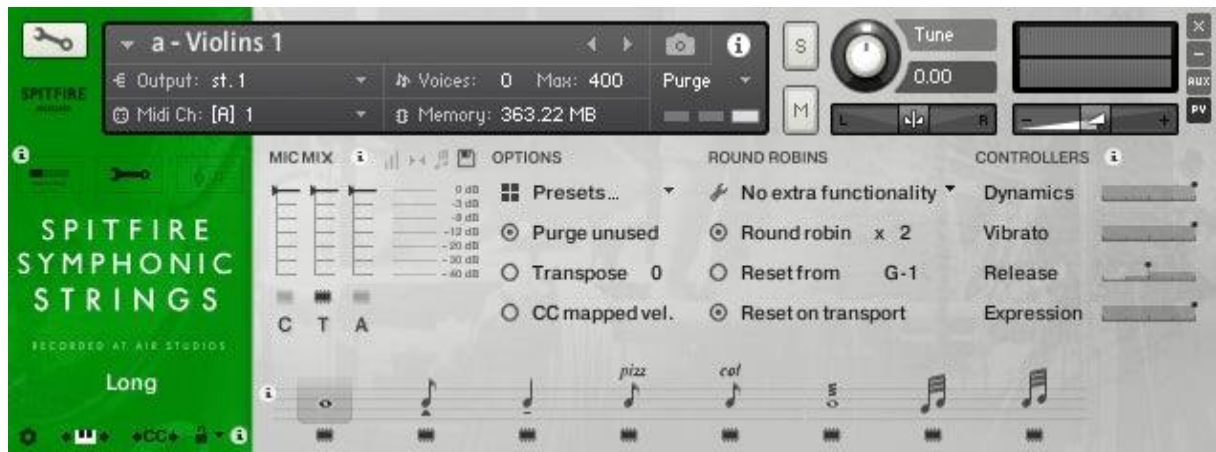 a - Violins 1
S
Tune
0.00
Output: st.1
Voices: 0 Max: 400
Purge
Midi Ch: [A] 1
Memory: 363.22 MB
M
L
R
-
+
x
-
AUX
PV
SPITFIRE
MIC MIX
OPTIONS
ROUND ROBINS
CONTROLLERS
0 dB
-3 dB
-12 dB
-20 dB
-30 dB
-60 dB
Presets...
No extra functionality
Dynamics
Purge unused
Round robin x 2
Vibrato
Transpose 0
Reset from G-1
Release
CC mapped vel.
Reset on transport
Expression
C T A
SPITFIRE
SYMPHONIC
STRINGS
RECORDED AT AIR STUDIOS
Long
pizz
col
CC